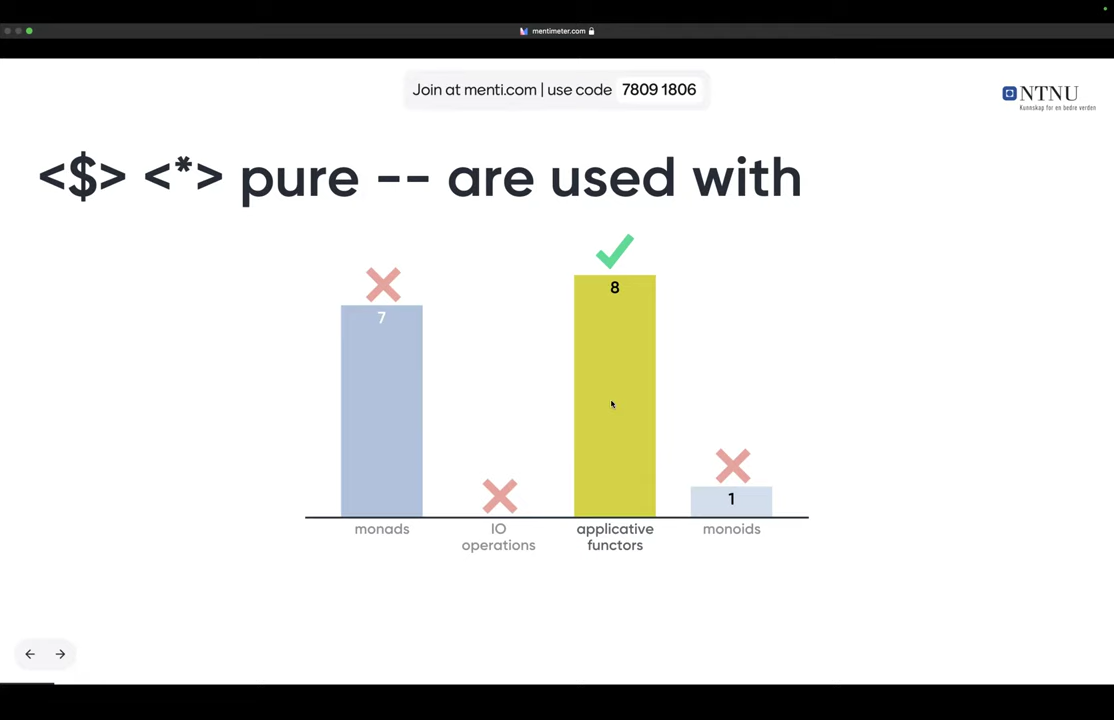 mentimeter.com
Join at menti.com | use code 7809 1806
NTNU
Kunnskap for en bedre verden
<$> <*> pure -- are used with
7
8
1
monads
IO
operations
applicative
functors
monoids